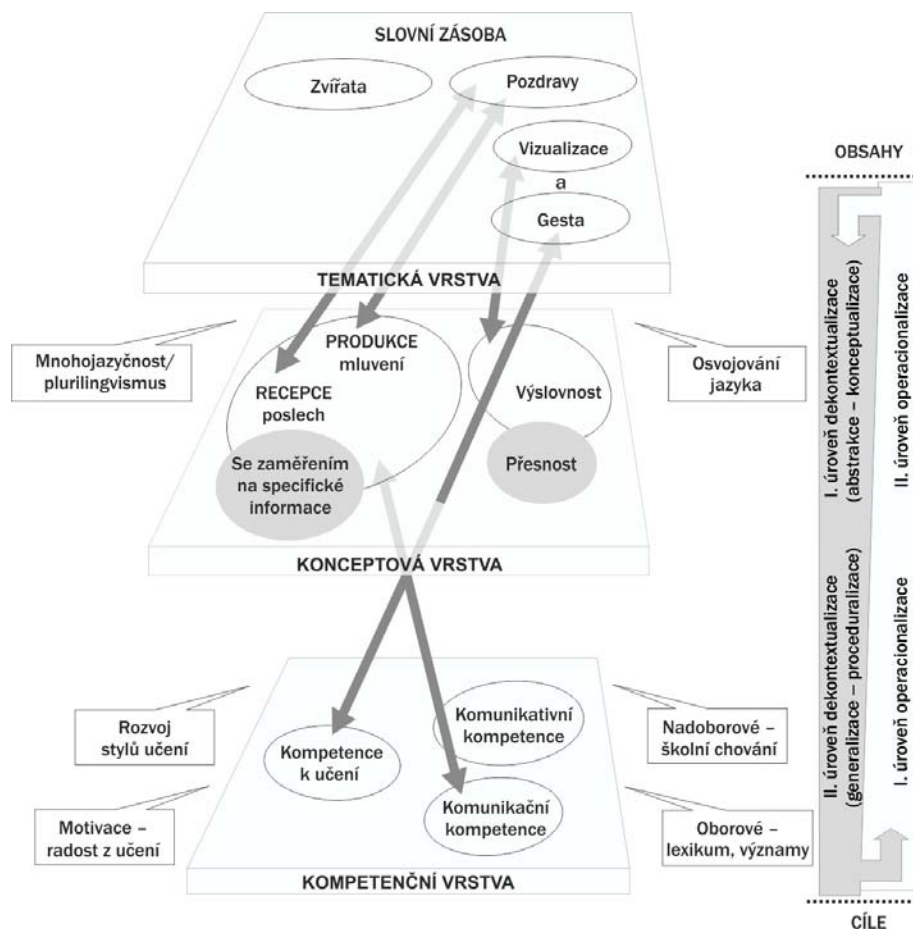 SLOVNÍ ZÁSOBA
Zvířata
Pozdravy
Vizualizace
a
Gesta
TEMATICKÁ VRSTVA
Mnohojazyčnost/
plurilingvismus
PRODUKCE
mluvení
RECEPCE
poslech
Se zaměřením
na specifické
informace
Výslovnost
Přesnost
Osvojování
jazyka
KONCEPTOVÁ VRSTVA
Rozvoj
stylů učení
Motivace –
radost z učení
Kompetence
k učení
Komunikativní
kompetence
Komunikační
kompetence
Nadoborové –
školní chování
Oborové –
lexikum, významy
KOMPETENČNÍ VRSTVA
OBSAHY
I. úroveň dekontextualizace
(abstrakce – konceptualizace)
II. úroveň operacionalizace
II. úroveň dekontextualizace
(generalizace – proceduralizace)
I. úroveň operacionalizace
CÍLE